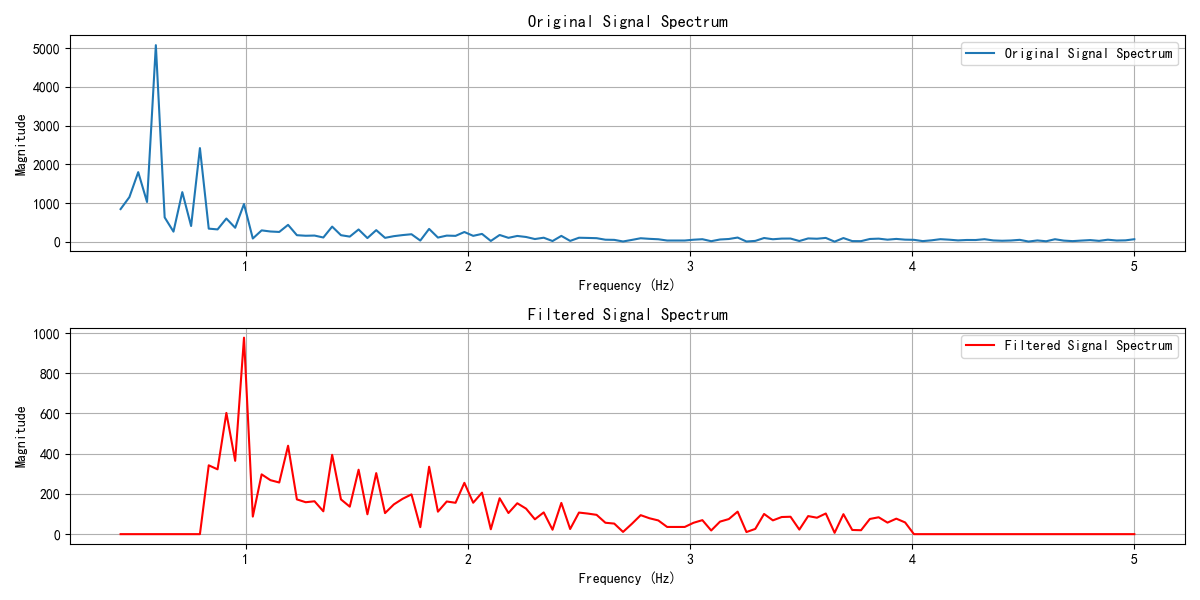 Original Signal Spectrum
Original Signal Spectrum
5000
4000
3000
2000
1000
0
Magnitude
1 2 3 4 5
Frequency (Hz)
Filtered Signal Spectrum
Filtered Signal Spectrum
1000
800
600
400
200
0
Magnitude
1 2 3 4 5
Frequency (Hz)